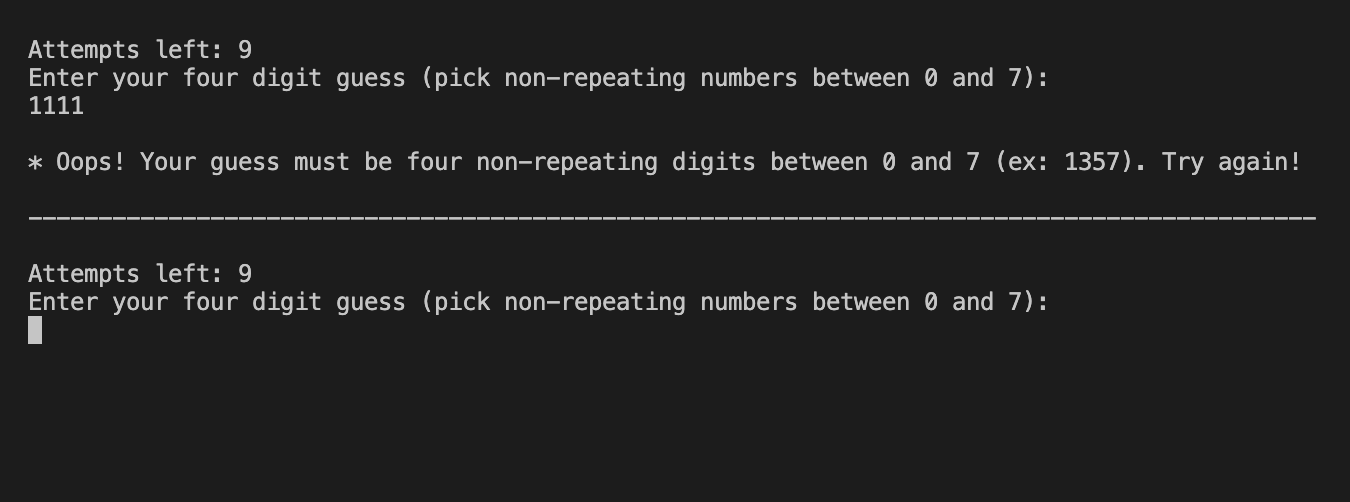 Attempts left: 9
Enter your four digit guess (pick non-repeating numbers between 0 and 7):
1111
* Oops! Your guess must be four non-repeating digits between 0 and 7 (ex: 1357). Try again!
____________________________________________________________________________________________
Attempts left: 9
Enter your four digit guess (pick non-repeating numbers between 0 and 7):